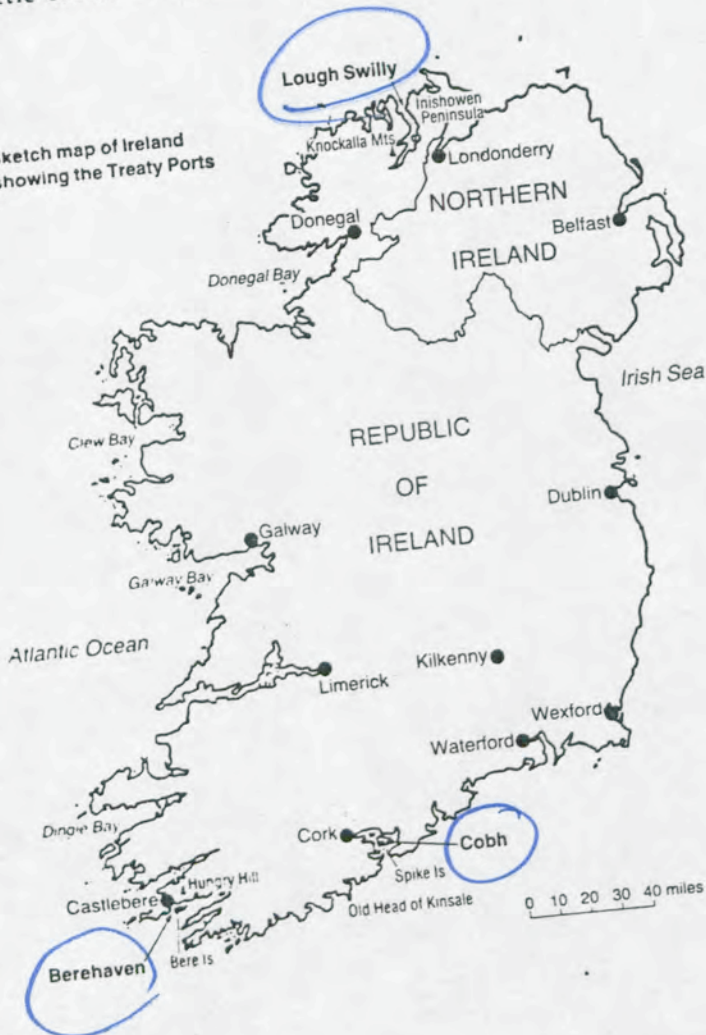 Lough Swilly
Sketch map of Ireland
showing the Treaty Ports
Inishowen
Peninsula
Knockalla Mts
Londonderry
NORTHERN
IRELAND
Belfast
Donegal
Donegal Bay
Irish Sea
Clew Bay
REPUBLIC
OF
IRELAND
Dublin
Galway
Galway Bay
Atlantic Ocean
Limerick
Kilkenny
Wexford
Waterford
Dingle Bay
Cork
Cobh
Spike Is
Hungry Hill
Castlebere
Old Head of Kinsale
0 10 20 30 40 miles
Berehaven
Bere Is